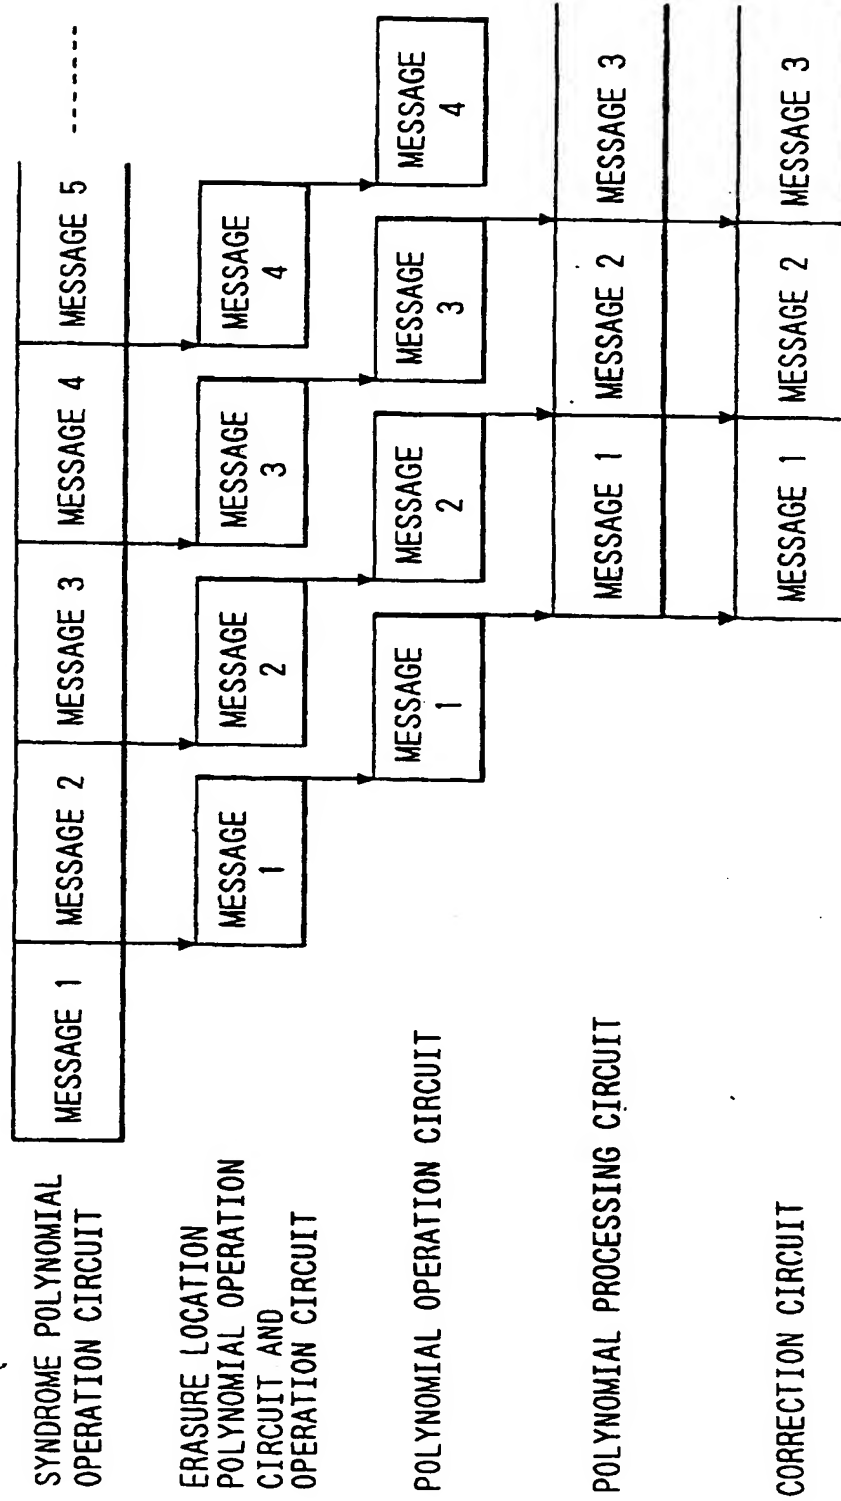 SYNDROME POLYNOMIAL
OPERATION CIRCUIT
MESSAGE 1
MESSAGE 2
MESSAGE 3
MESSAGE 4
MESSAGE 5
ERASURE LOCATION
POLYNOMIAL OPERATION
CIRCUIT AND
OPERATION CIRCUIT
MESSAGE
1
MESSAGE
2
MESSAGE
3
MESSAGE
4
POLYNOMIAL OPERATION CIRCUIT
MESSAGE
1
MESSAGE
2
MESSAGE
3
MESSAGE
4
POLYNOMIAL PROCESSING CIRCUIT
MESSAGE 1
MESSAGE 2
MESSAGE 3
CORRECTION CIRCUIT
MESSAGE 1
MESSAGE 2
MESSAGE 3